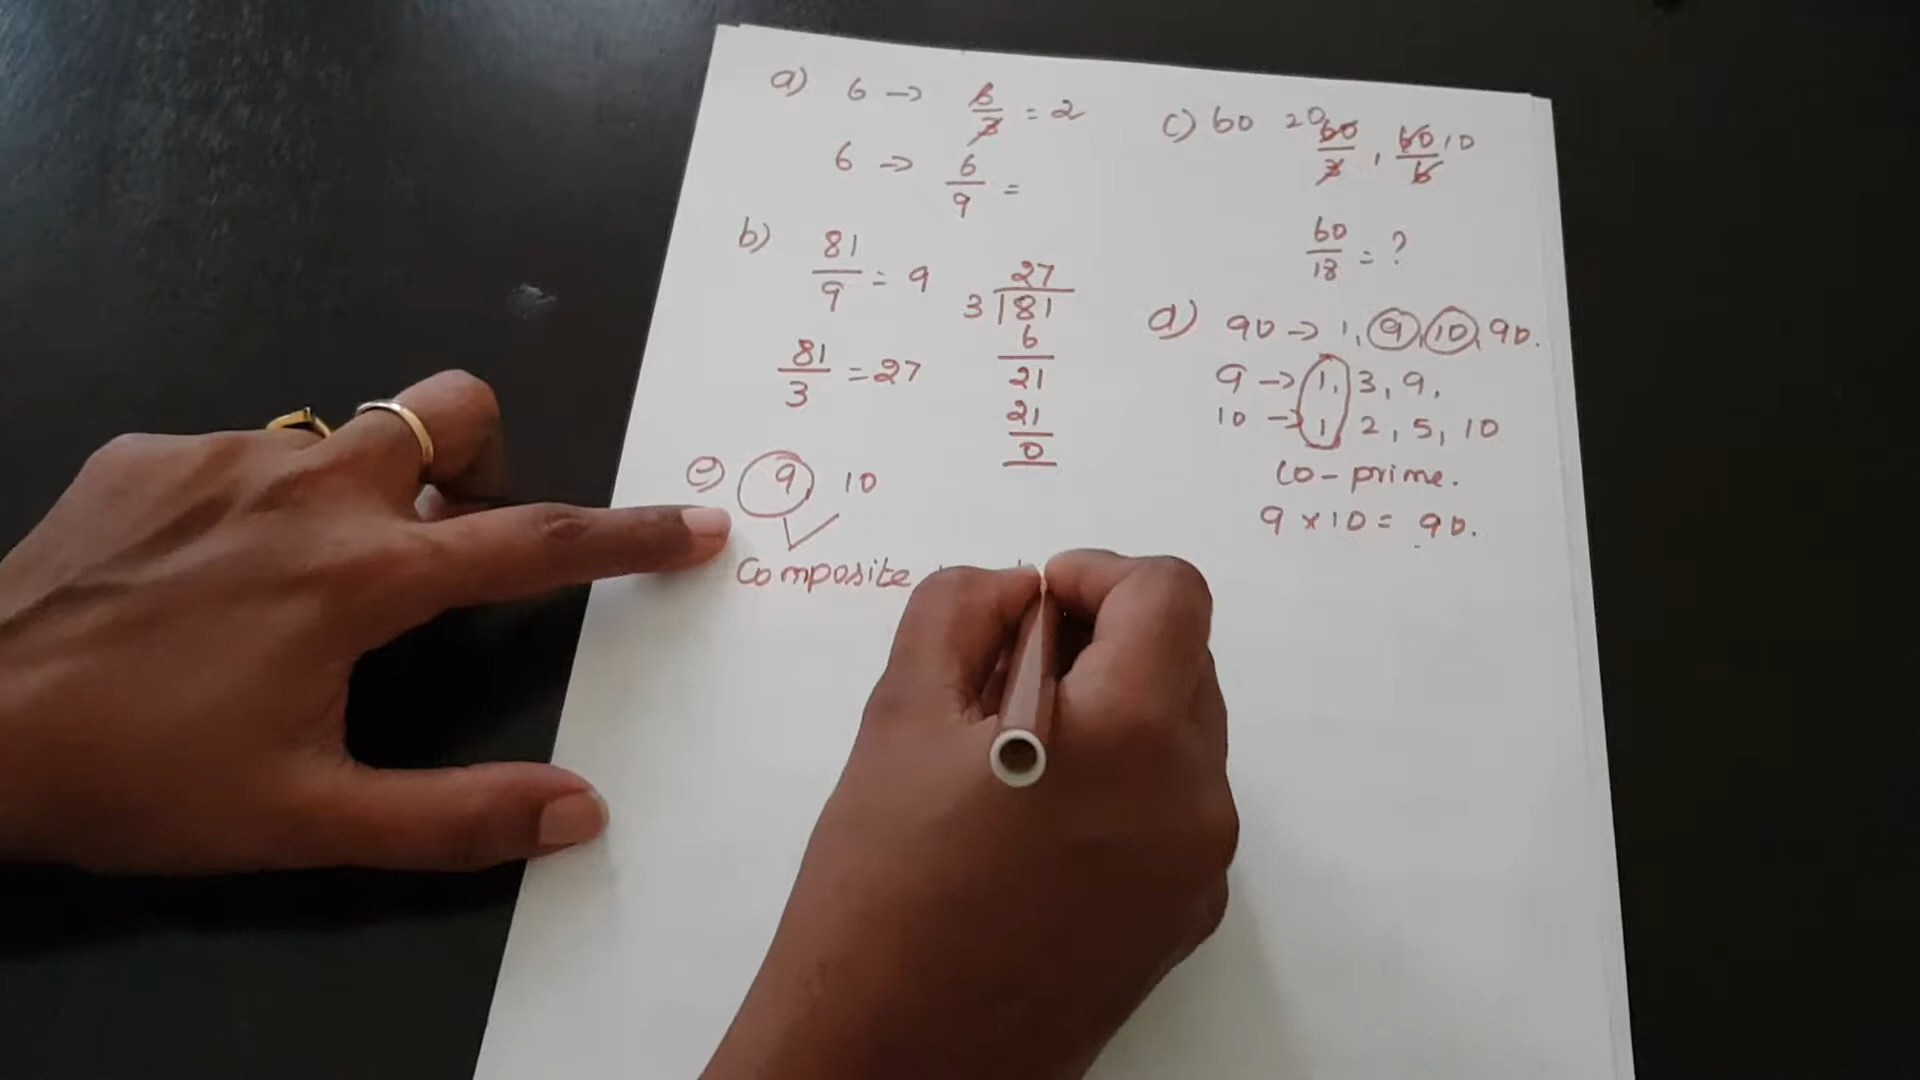 a) 6 → 6/3 = 2
6 → 6/9 =
b) 81/9 = 9
81/3 = 27
27
3 81
6
21
21
0
e) 9, 10
Composite
c) 60 20 60/3, 60/6 10
60/18 = ?
d) 90 → 1, 9, 10, 90.
9 → 1, 3, 9,
10 → 1, 2, 5, 10
co-prime.
9 × 10 = 90.